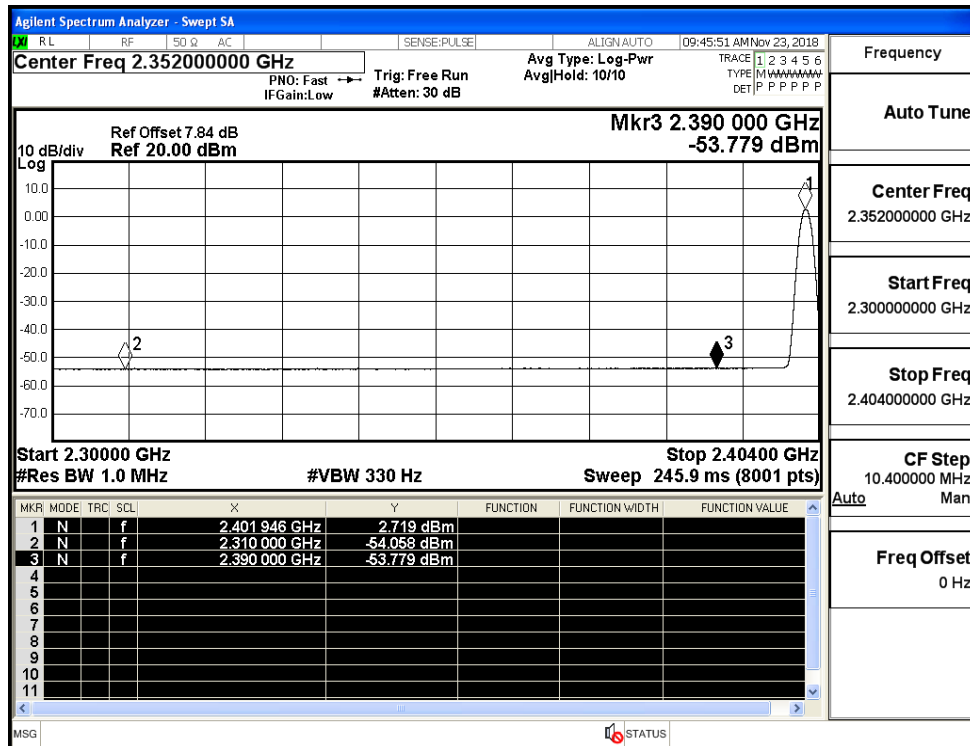 Agilent Spectrum Analyzer - Swept SA
LXI RL RF 50 Ω AC SENSE:PULSE ALIGN AUTO 09:45:51 AM Nov 23, 2018
Center Freq 2.352000000 GHz
PNO: Fast
IFGain:Low
Trig: Free Run
#Atten: 30 dB
Avg Type: Log-Pwr
Avg|Hold: 10/10
TRACE 1 2 3 4 5 6
TYPE M WWWWW
DET P P P P P P
Ref Offset 7.84 dB
Ref 20.00 dBm
10 dB/div
Log
Mkr3 2.390 000 GHz
-53.779 dBm
10.0
0.00
-10.0
-20.0
-30.0
-40.0
-50.0
-60.0
-70.0
1
2
3
Start 2.30000 GHz Stop 2.40400 GHz
#Res BW 1.0 MHz #VBW 330 Hz Sweep 245.9 ms (8001 pts)
MKR MODE TRC SCL X Y FUNCTION FUNCTION WIDTH FUNCTION VALUE
1 N f 2.401 946 GHz 2.719 dBm
2 N f 2.310 000 GHz -54.058 dBm
3 N f 2.390 000 GHz -53.779 dBm
4
5
6
7
8
9
10
11
MSG STATUS
Frequency
Auto Tune
Center Freq
2.352000000 GHz
Start Freq
2.300000000 GHz
Stop Freq
2.404000000 GHz
CF Step
10.400000 MHz
Auto Man
Freq Offset
0 Hz